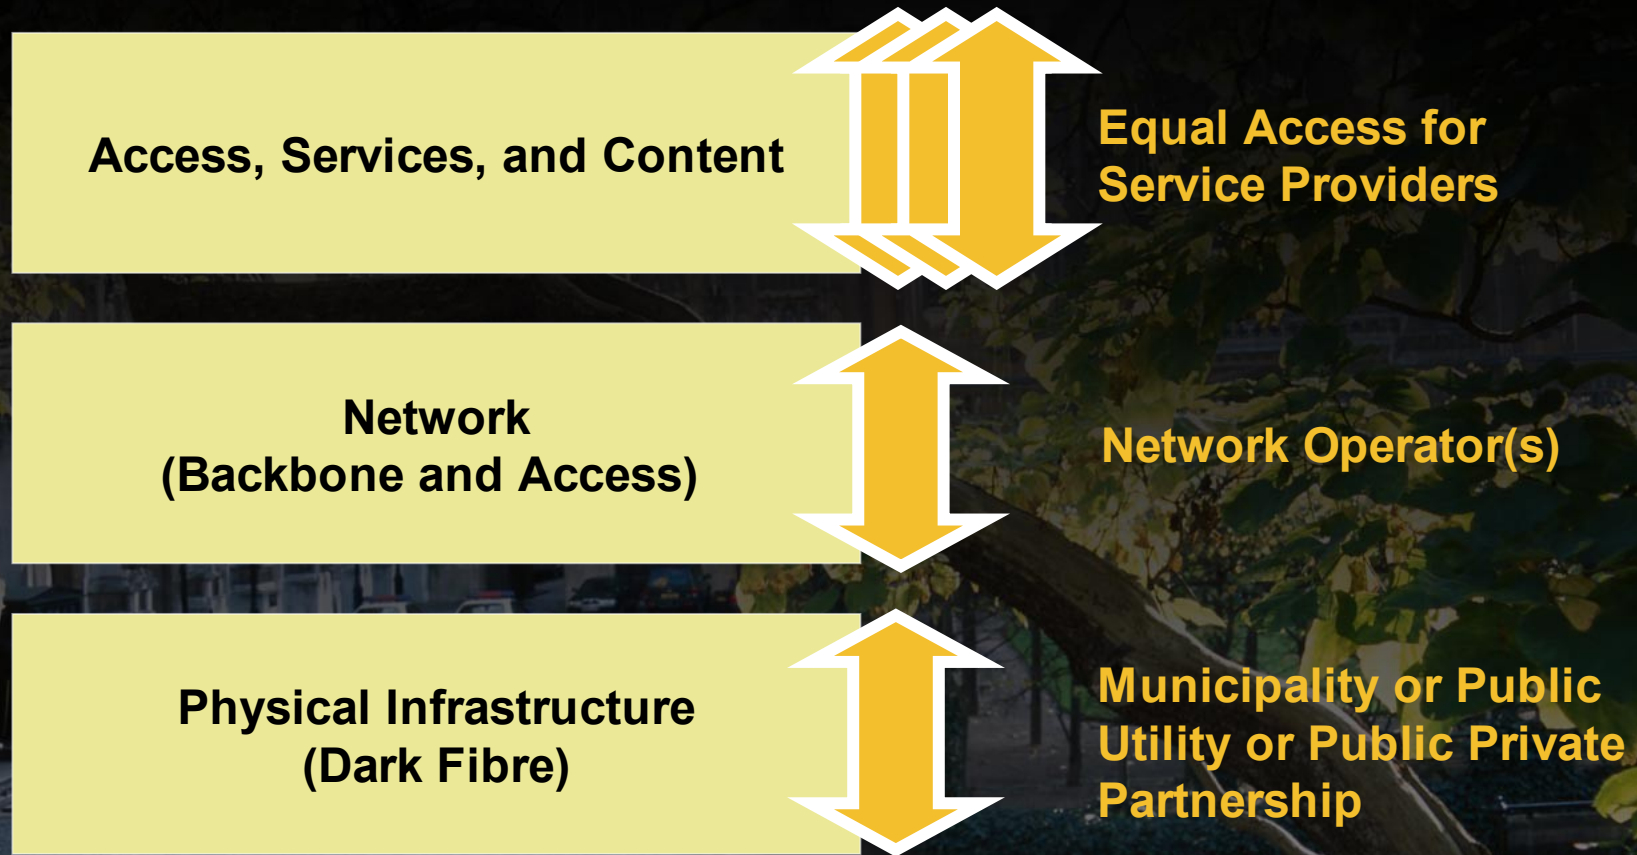 Access, Services, and Content
Equal Access for
Service Providers
Network
(Backbone and Access)
Network Operator(s)
Physical Infrastructure
(Dark Fibre)
Municipality or Public
Utility or Public Private
Partnership